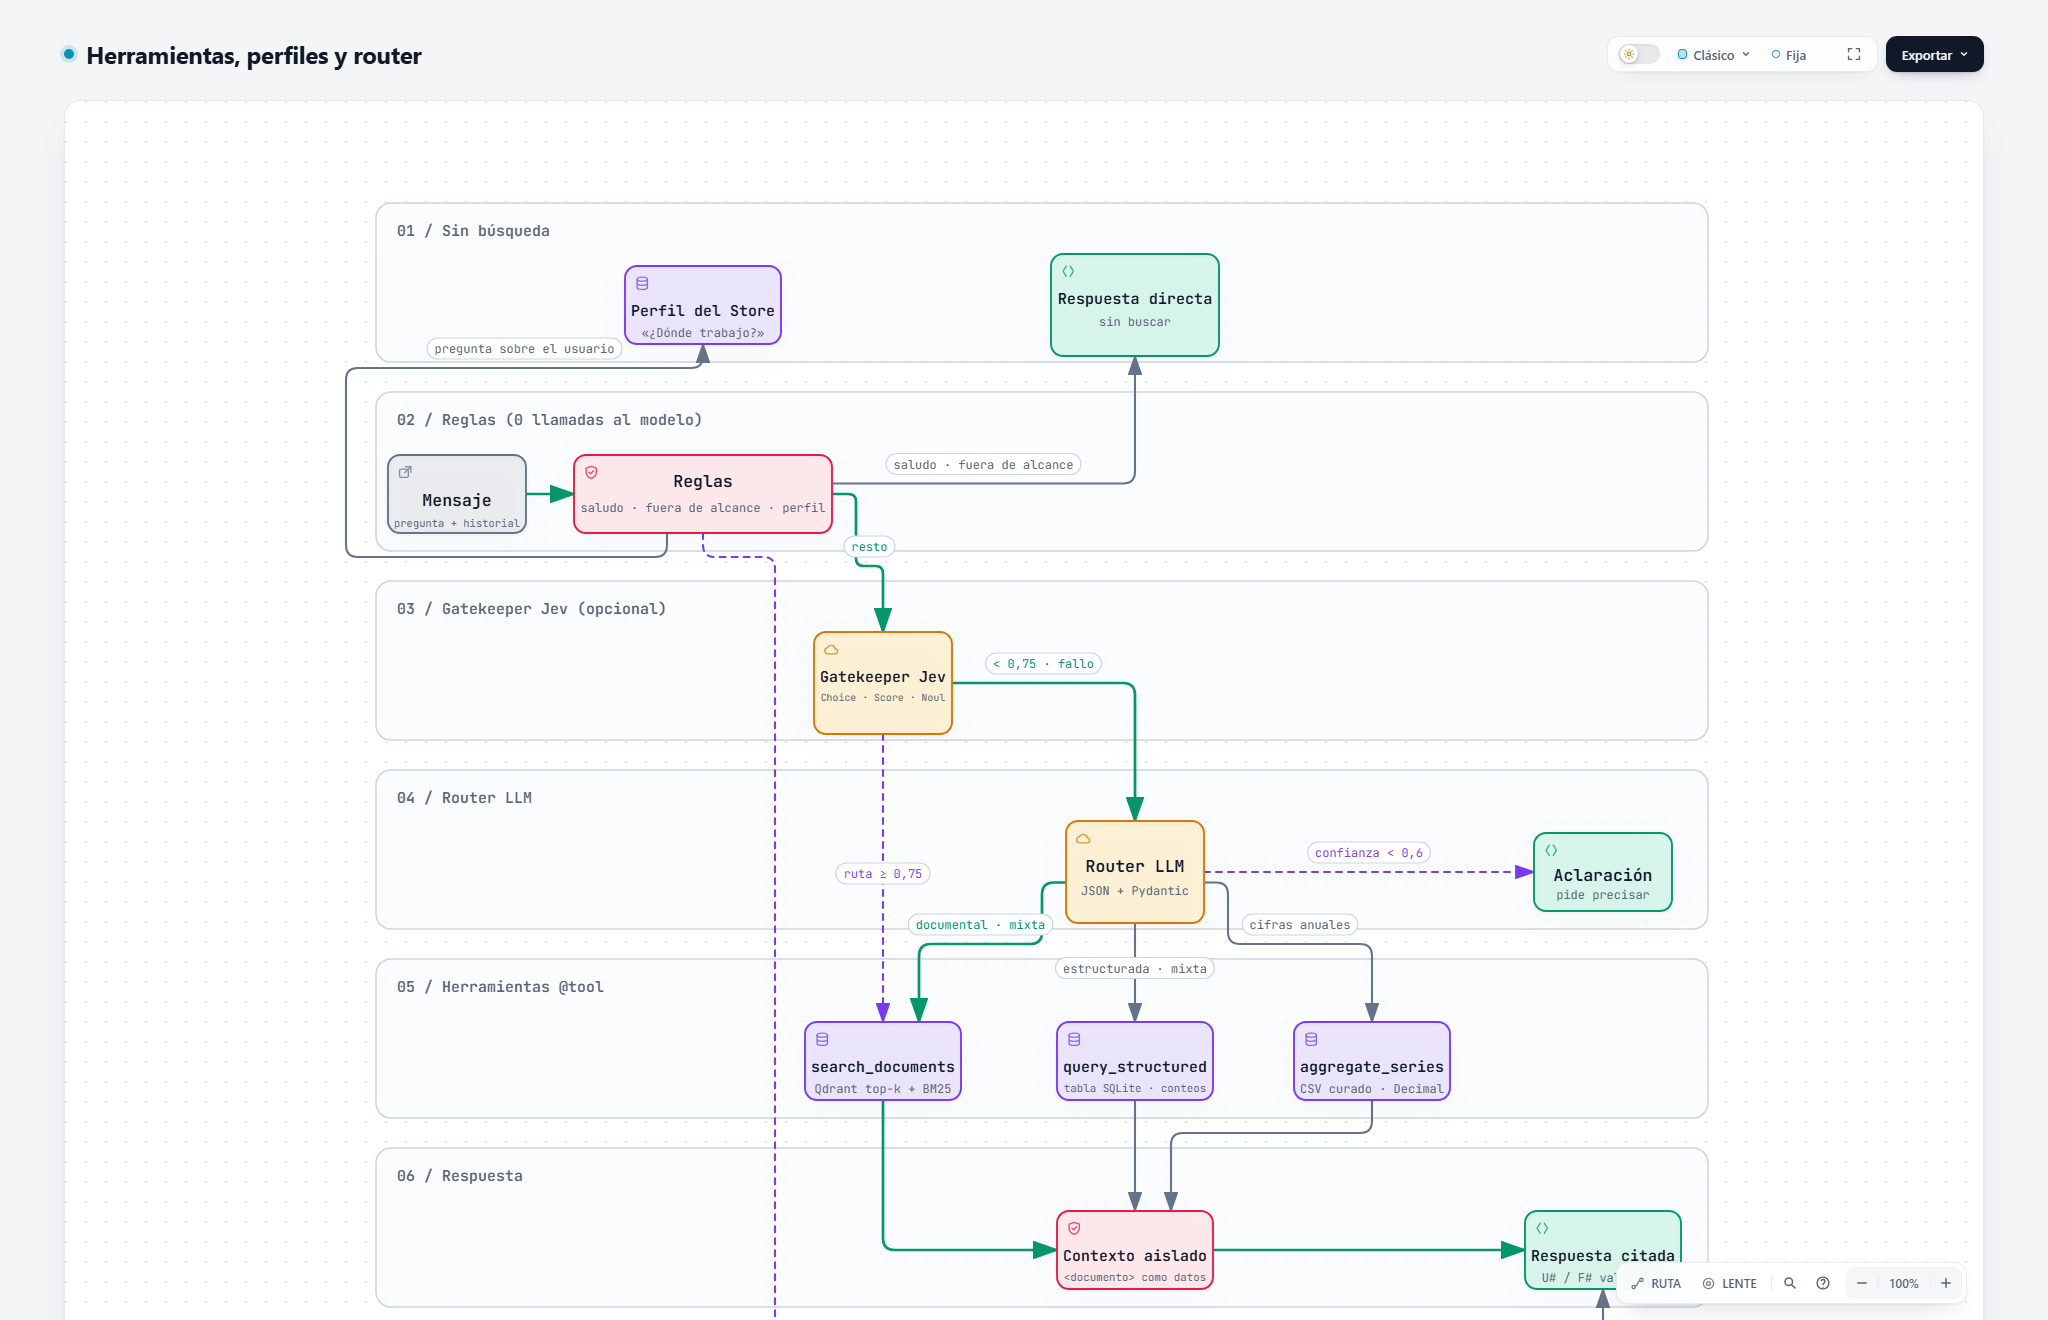 Herramientas, perfiles y router
Clásico
Fija
Exportar
01 / Sin búsqueda
Perfil del Store
«¿Dónde trabajo?»
Respuesta directa
sin buscar
pregunta sobre el usuario
02 / Reglas (0 llamadas al modelo)
Mensaje
pregunta + historial
Reglas
saludo · fuera de alcance · perfil
saludo · fuera de alcance
resto
03 / Gatekeeper Jev (opcional)
Gatekeeper Jev
Choice · Score · Noul
< 0,75 · fallo
04 / Router LLM
Router LLM
JSON + Pydantic
confianza < 0,6
Aclaración
pide precisar
ruta ≥ 0,75
documental · mixta
cifras anuales
estructurada · mixta
05 / Herramientas @tool
search_documents
Qdrant top-k + BM25
query_structured
tabla SQLite · conteos
aggregate_series
CSV curado · Decimal
06 / Respuesta
Contexto aislado
<documento> como datos
Respuesta citada
U# / F#
RUTA
LENTE
100%